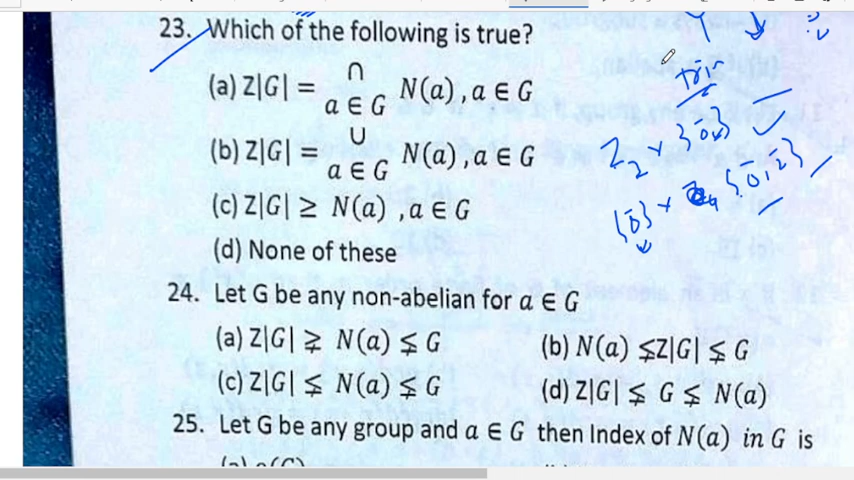 23. Which of the following is true?
(a) Z|G| = ∩ a ∈ G N(a), a ∈ G
(b) Z|G| = ∪ a ∈ G N(a), a ∈ G
(c) Z|G| ≥ N(a) , a ∈ G
(d) None of these
24. Let G be any non-abelian for a ∈ G
(a) Z|G| ⪈ N(a) ⪇ G (b) N(a) ⪇ Z|G| ⪇ G
(c) Z|G| ⪇ N(a) ⪇ G (d) Z|G| ⪇ G ⪇ N(a)
25. Let G be any group and a ∈ G then Index of N(a) in G is